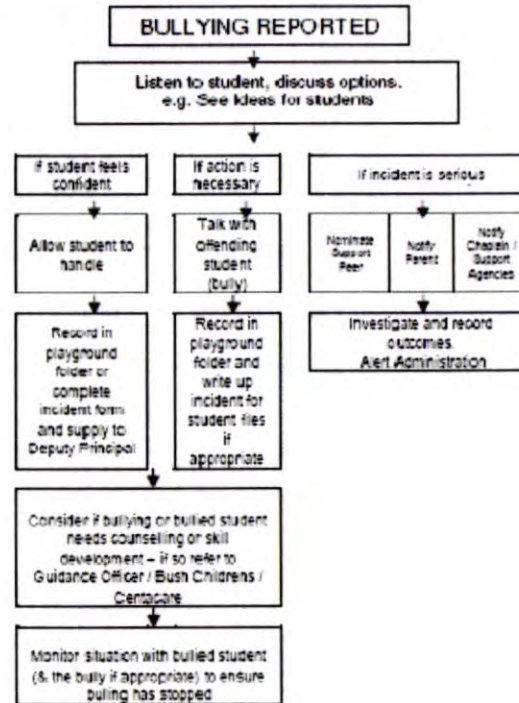 BULLYING REPORTED
Listen to student, discuss options.
e.g. See Ideas for students
If student feels
confident
If action is
necessary
If incident is serious
Allow student to
handle
Talk with
offending
student
(bully)
Nominate
Support
Peer
Notify
Parent
Notify
Chaplain /
Support
Agencies
Record in
playground
folder or
complete
incident form
and supply to
Deputy Principal
Record in
playground
folder and
write up
incident for
student files
if
appropriate
Investigate and record
outcomes.
Alert Administration
Consider if bullying or bullied student
needs counselling or skill
development – if so refer to
Guidance Officer / Bush Childrens /
Centacare
Monitor situation with bullied student
(& the bully if appropriate) to ensure
buling has stopped